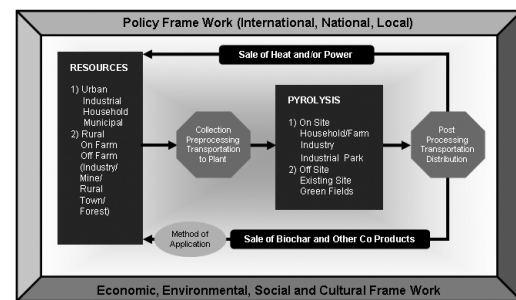 Policy Frame Work (International, National, Local)
Sale of Heat and/or Power
RESOURCES
1) Urban
Industrial
Household
Municipal
2) Rural
On Farm
Off Farm
(Industry/
Mine/
Rural
Town/
Forest)
Collection
Preprocessing
Transportation
to Plant
PYROLYSIS
1) On Site
Household/Farm
Industry
Industrial Park
2) Off Site
Existing Site
Green Fields
Post
Processing
Transportation
Distribution
Method of
Application
Sale of Biochar and Other Co Products
Economic, Environmental, Social and Cultural Frame Work